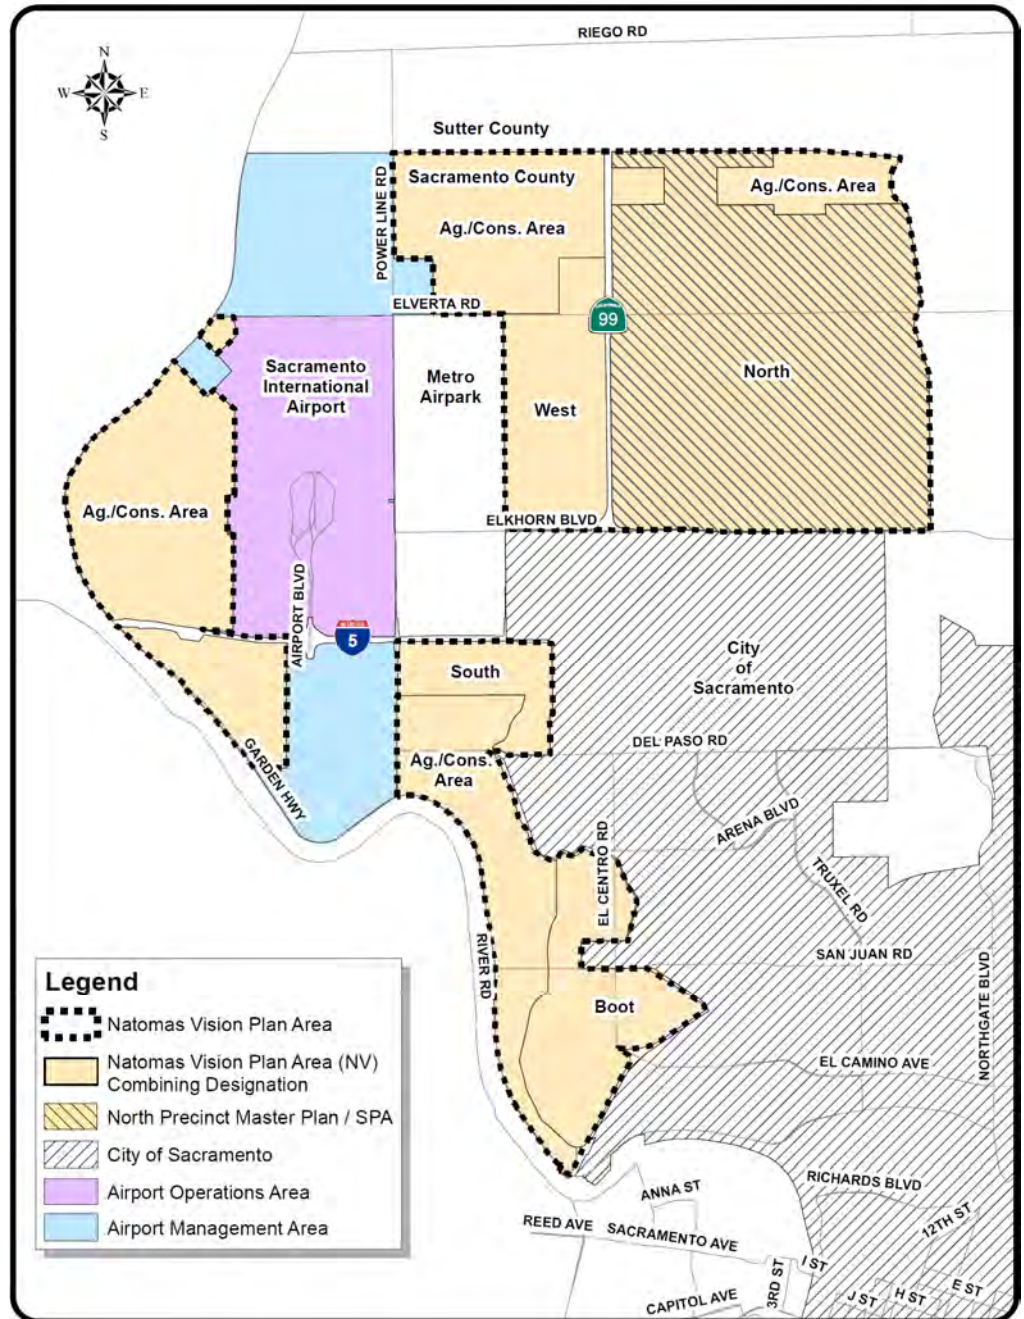 RIEGO RD
N
W
E
S
Sutter County
Sacramento County
Ag./Cons. Area
Ag./Cons. Area
POWER LINE RD
ELVERTA RD
99
Sacramento
International
Airport
Metro
Airpark
West
North
Ag./Cons. Area
ELKHORN BLVD
AIRPORT BLVD
5
South
City
of
Sacramento
DEL PASO RD
Ag./Cons.
Area
GARDEN HWY
ARENA BLVD
EL CENTRO RD
TRUXEL RD
RIVER RD
SAN JUAN RD
NORTHGATE BLVD
Boot
EL CAMINO AVE
Legend
Natomas Vision Plan Area
Natomas Vision Plan Area (NV)
Combining Designation
North Precinct Master Plan / SPA
City of Sacramento
Airport Operations Area
Airport Management Area
RICHARDS BLVD
ANNA ST
12TH ST
REED AVE
SACRAMENTO AVE
I ST
3RD ST
E ST
H ST
J ST
CAPITOL AVE